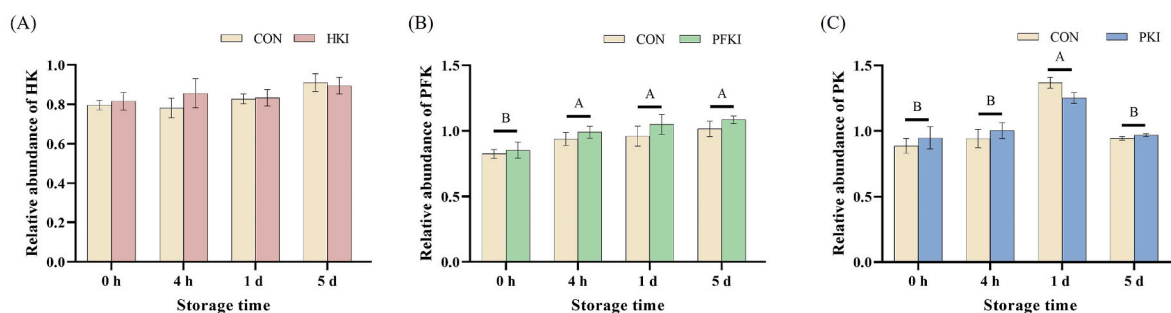 (A)
CON HKI
Relative abundance of HK
1.0
0.8
0.6
0.4
0.2
0.0
0 h 4 h 1 d 5 d
Storage time
(B)
CON PFKI
Relative abundance of PFK
1.5
1.0
0.5
0.0
B A A A
0 h 4 h 1 d 5 d
Storage time
(C)
CON PKI
Relative abundance of PK
1.5
1.0
0.5
0.0
B B A B
0 h 4 h 1 d 5 d
Storage time